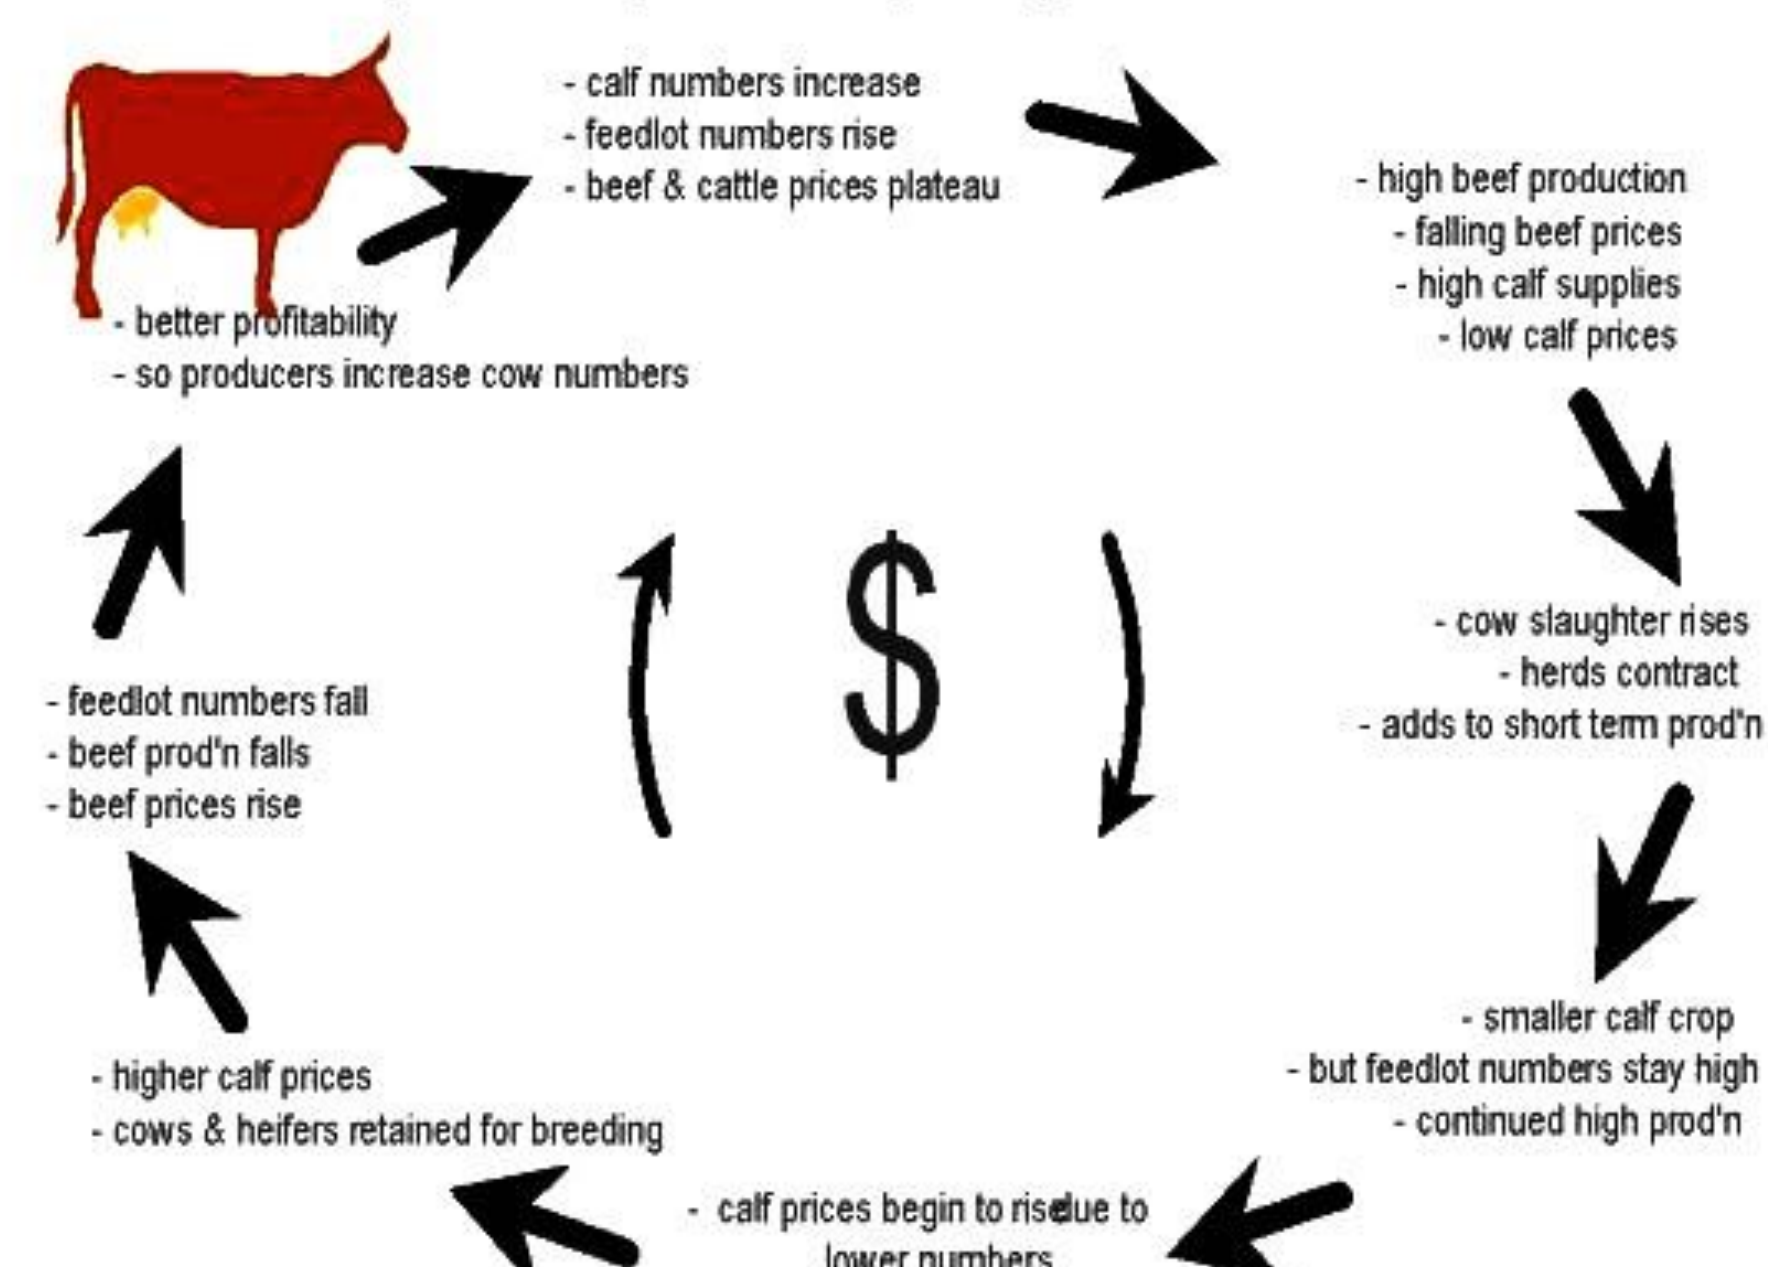 - calf numbers increase
- feedlot numbers rise
- beef & cattle prices plateau
- high beef production
- falling beef prices
- high calf supplies
- low calf prices
- cow slaughter rises
- herds contract
- adds to short term prod'n
- smaller calf crop
- but feedlot numbers stay high
- continued high prod'n
- calf prices begin to rise due to
lower numbers
- higher calf prices
- cows & heifers retained for breeding
- feedlot numbers fall
- beef prod'n falls
- beef prices rise
- better profitability
- so producers increase cow numbers
$